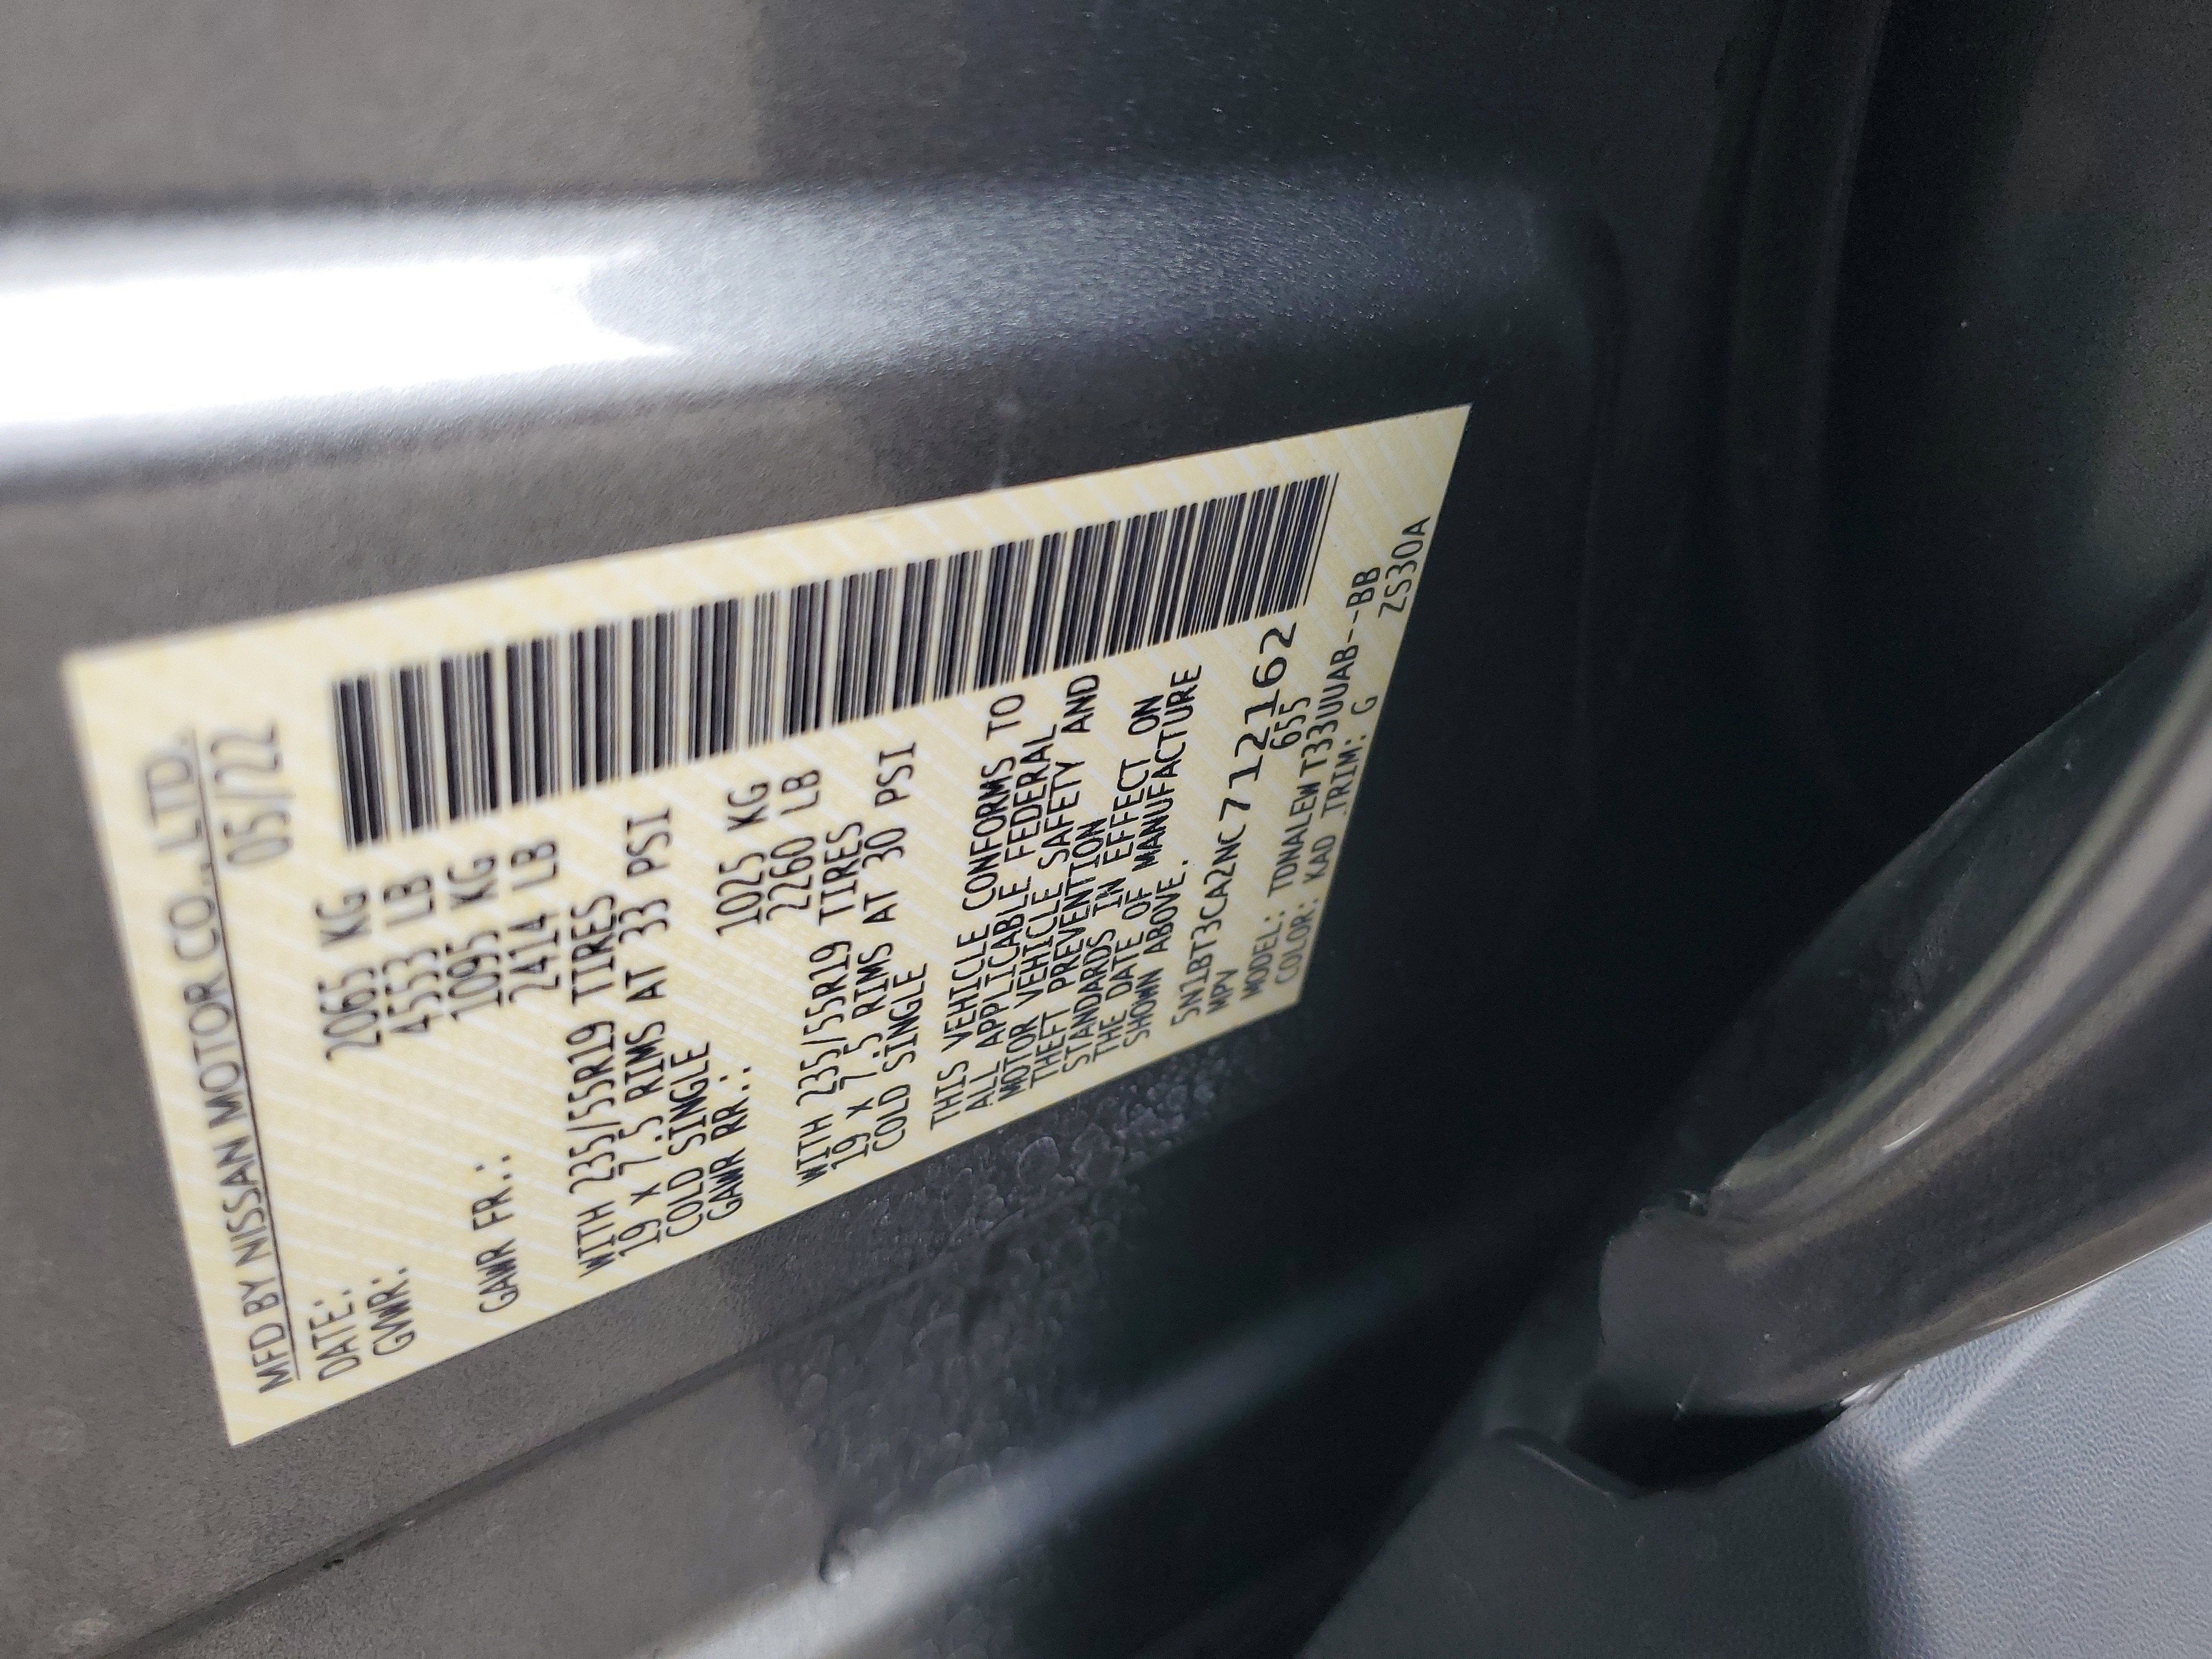 MFD BY NISSAN MOTOR CO., LTD.
DATE: 05/22
GVWR: 2065 KG
4553 LB
GAWR FR.: 1095 KG
2414 LB
WITH 235/55R19 TIRES
19 x 7.5 RIMS AT 33 PSI
COLD SINGLE
GAWR RR.: 1025 KG
2260 LB
WITH 235/55R19 TIRES
19 x 7.5 RIMS AT 30 PSI
COLD SINGLE
THIS VEHICLE CONFORMS TO
ALL APPLICABLE FEDERAL
MOTOR VEHICLE SAFETY AND
THEFT PREVENTION
STANDARDS IN EFFECT ON
THE DATE OF MANUFACTURE
SHOWN ABOVE.
5N1BT3CA2NC712162
MPV 655
MODEL: TDNALEWT33UUAB--BB
COLOR: KAD TRIM: G ZS30A